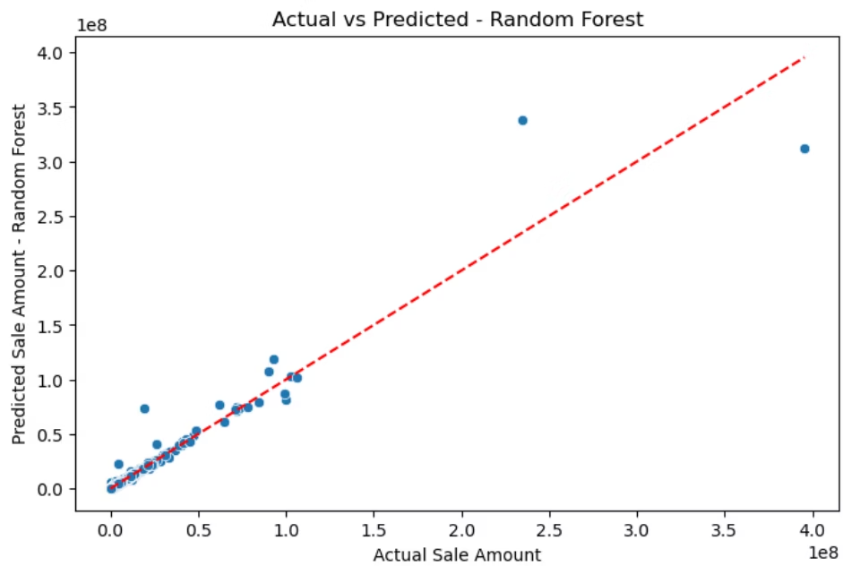 Actual vs Predicted - Random Forest
1e8
4.0
3.5
3.0
2.5
2.0
1.5
1.0
0.5
0.0
Predicted Sale Amount - Random Forest
0.0 0.5 1.0 1.5 2.0 2.5 3.0 3.5 4.0
1e8
Actual Sale Amount